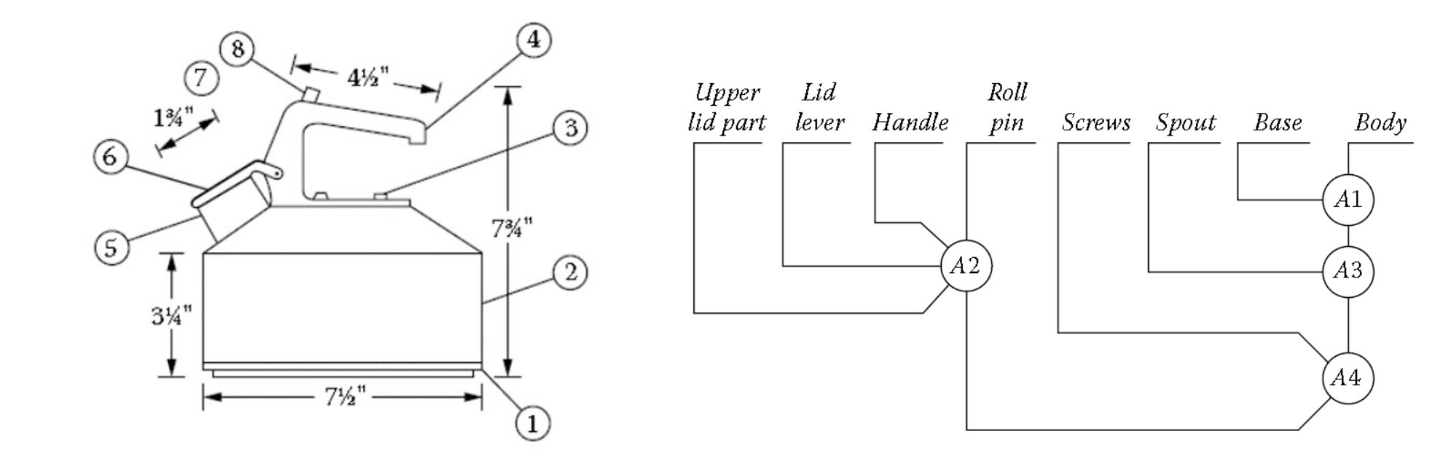 8
4
4½"
7
1¾"
3
6
7¾"
5
2
3¼"
7½"
1
Upper
lid part
Lid
lever
Handle
Roll
pin
Screws
Spout
Base
Body
A1
A2
A3
A4